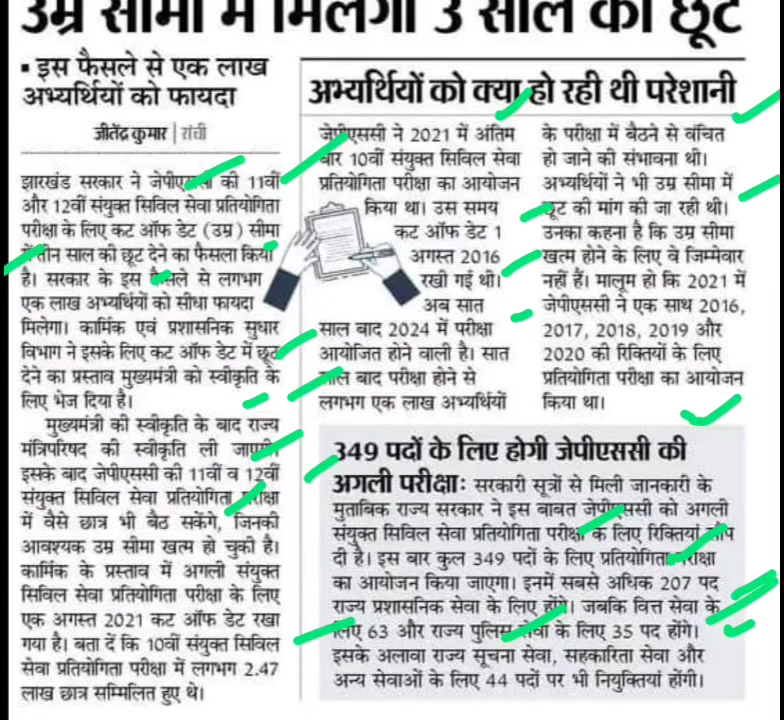 उम्र सीमा में मिलेगी 3 साल की छूट
▪ इस फैसले से एक लाख
अभ्यर्थियों को फायदा
जीतेंद्र कुमार | रांची
झारखंड सरकार ने जेपीएससी की 11वीं
और 12वीं संयुक्त सिविल सेवा प्रतियोगिता
परीक्षा के लिए कट ऑफ डेट (उम्र) सीमा
में तीन साल की छूट देने का फैसला किया
है। सरकार के इस फैसले से लगभग
एक लाख अभ्यर्थियों को सीधा फायदा
मिलेगा। कार्मिक एवं प्रशासनिक सुधार
विभाग ने इसके लिए कट ऑफ डेट में छूट
देने का प्रस्ताव मुख्यमंत्री को स्वीकृति के
लिए भेज दिया है।
मुख्यमंत्री की स्वीकृति के बाद राज्य
मंत्रिपरिषद की स्वीकृति ली जाएगी।
इसके बाद जेपीएससी की 11वीं व 12वीं
संयुक्त सिविल सेवा प्रतियोगिता परीक्षा
में वैसे छात्र भी बैठ सकेंगे, जिनकी
आवश्यक उम्र सीमा खत्म हो चुकी है।
कार्मिक के प्रस्ताव में अगली संयुक्त
सिविल सेवा प्रतियोगिता परीक्षा के लिए
एक अगस्त 2021 कट ऑफ डेट रखा
गया है। बता दें कि 10वीं संयुक्त सिविल
सेवा प्रतियोगिता परीक्षा में लगभग 2.47
लाख छात्र सम्मिलित हुए थे।
अभ्यर्थियों को क्या हो रही थी परेशानी
जेपीएससी ने 2021 में अंतिम
बार 10वीं संयुक्त सिविल सेवा
प्रतियोगिता परीक्षा का आयोजन
किया था। उस समय
कट ऑफ डेट 1
अगस्त 2016
रखी गई थी।
अब सात
साल बाद 2024 में परीक्षा
आयोजित होने वाली है। सात
साल बाद परीक्षा होने से
लगभग एक लाख अभ्यर्थियों
के परीक्षा में बैठने से वंचित
हो जाने की संभावना थी।
अभ्यर्थियों ने भी उम्र सीमा में
छूट की मांग की जा रही थी।
उनका कहना है कि उम्र सीमा
खत्म होने के लिए वे जिम्मेवार
नहीं हैं। मालूम हो कि 2021 में
जेपीएससी ने एक साथ 2016,
2017, 2018, 2019 और
2020 की रिक्तियों के लिए
प्रतियोगिता परीक्षा का आयोजन
किया था।
349 पदों के लिए होगी जेपीएससी की
अगली परीक्षा: सरकारी सूत्रों से मिली जानकारी के
मुताबिक राज्य सरकार ने इस बाबत जेपीएससी को अगली
संयुक्त सिविल सेवा प्रतियोगिता परीक्षा के लिए रिक्तियां सौंप
दी है। इस बार कुल 349 पदों के लिए प्रतियोगिता परीक्षा
का आयोजन किया जाएगा। इनमें सबसे अधिक 207 पद
राज्य प्रशासनिक सेवा के लिए होंगे। जबकि वित्त सेवा के
लिए 63 और राज्य पुलिस सेवा के लिए 35 पद होंगे।
इसके अलावा राज्य सूचना सेवा, सहकारिता सेवा और
अन्य सेवाओं के लिए 44 पदों पर भी नियुक्तियां होंगी।